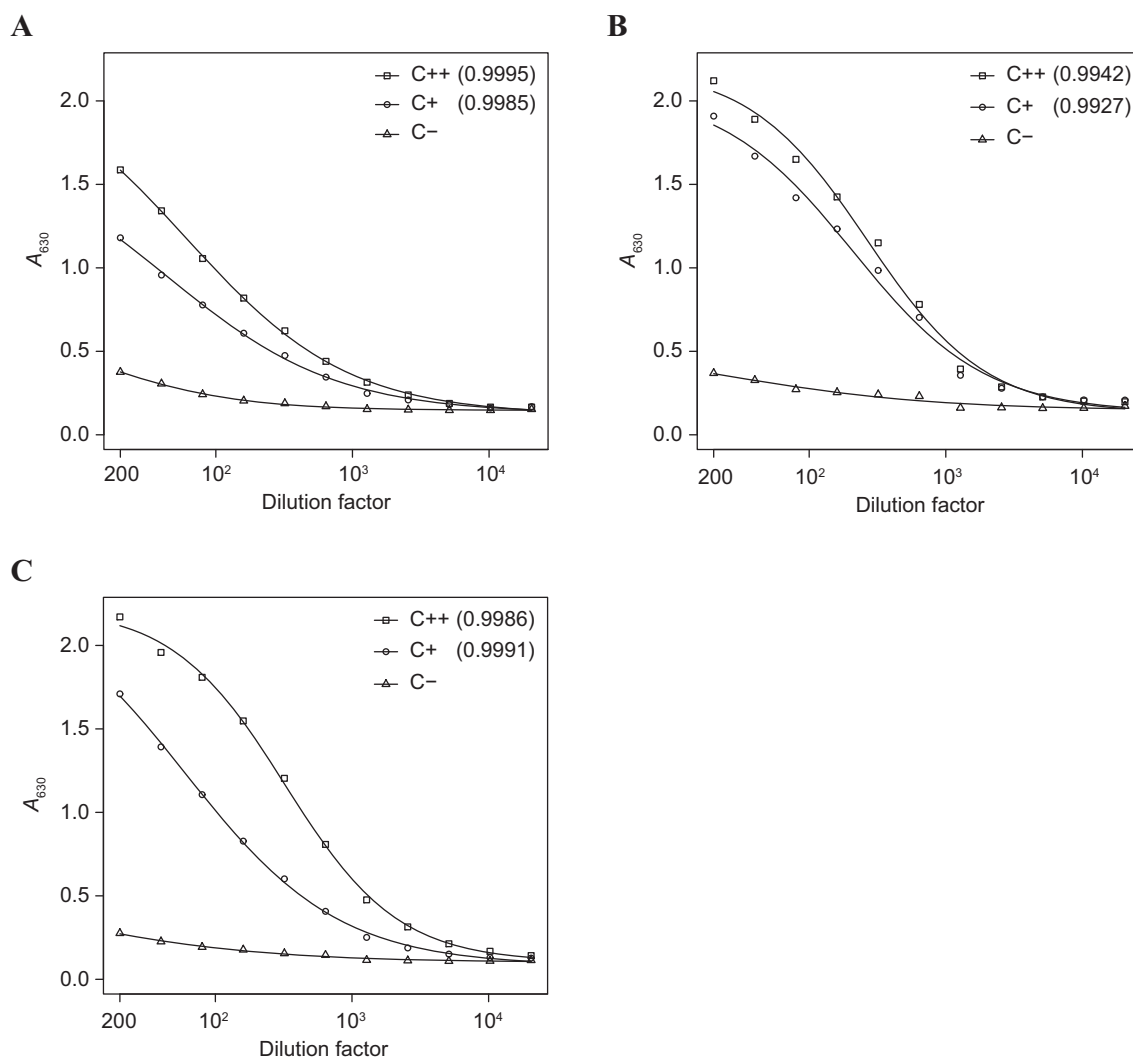 A
C++ (0.9995)
C+ (0.9985)
C−
2.0
1.5
1.0
0.5
0.0
A630
200 10² 10³ 10⁴
Dilution factor
B
C++ (0.9942)
C+ (0.9927)
C−
2.0
1.5
1.0
0.5
0.0
A630
200 10² 10³ 10⁴
Dilution factor
C
C++ (0.9986)
C+ (0.9991)
C−
2.0
1.5
1.0
0.5
0.0
A630
200 10² 10³ 10⁴
Dilution factor